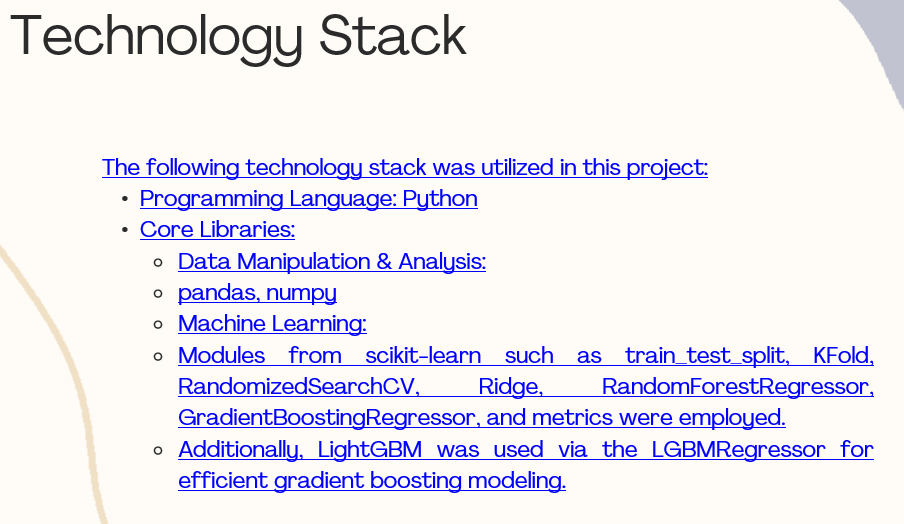 Technology Stack
The following technology stack was utilized in this project:
• Programming Language: Python
• Core Libraries:
○ Data Manipulation & Analysis:
○ pandas, numpy
○ Machine Learning:
○ Modules from scikit-learn such as train_test_split, KFold,
RandomizedSearchCV, Ridge, RandomForestRegressor,
GradientBoostingRegressor, and metrics were employed.
○ Additionally, LightGBM was used via the LGBMRegressor for
efficient gradient boosting modeling.